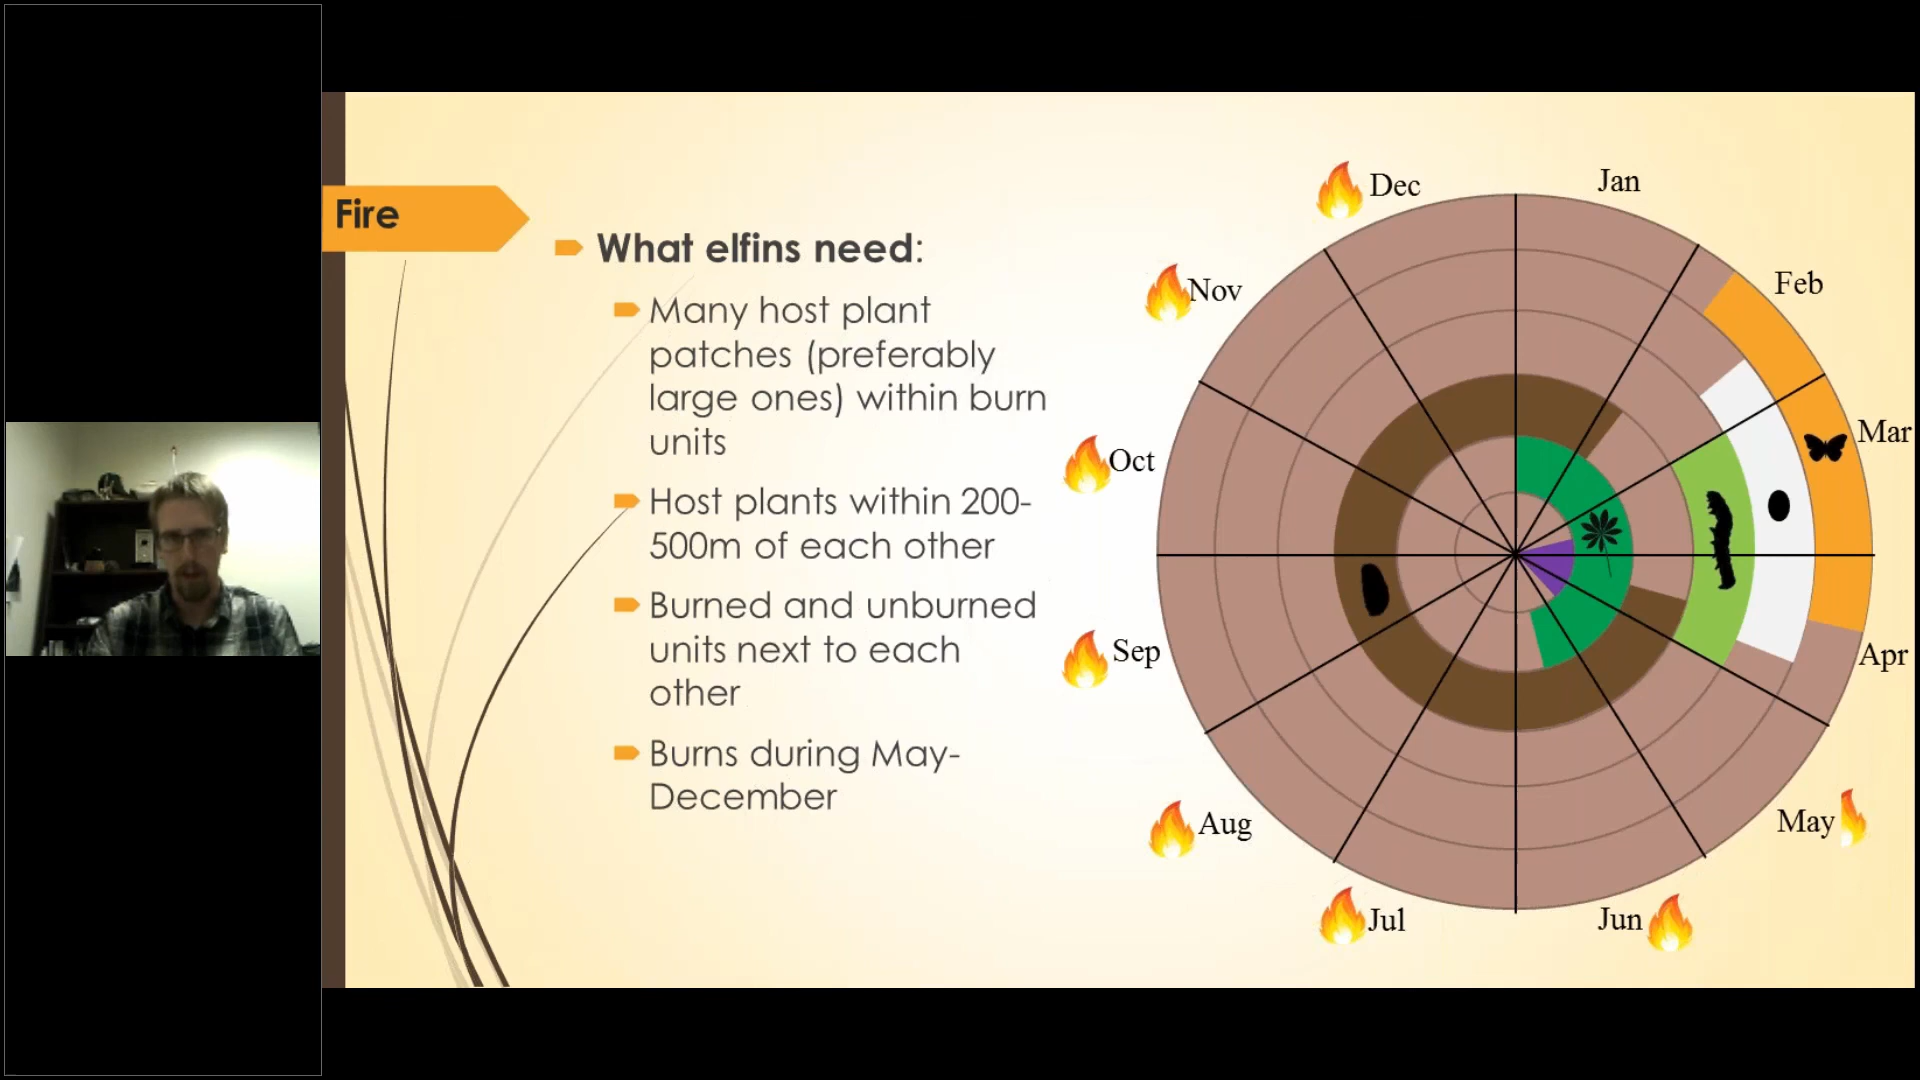 Fire
What elfins need:
Many host plant
patches (preferably
large ones) within burn
units
Host plants within 200-
500m of each other
Burned and unburned
units next to each
other
Burns during May-
December
Jan
Feb
Mar
Apr
May
Jun
Jul
Aug
Sep
Oct
Nov
Dec